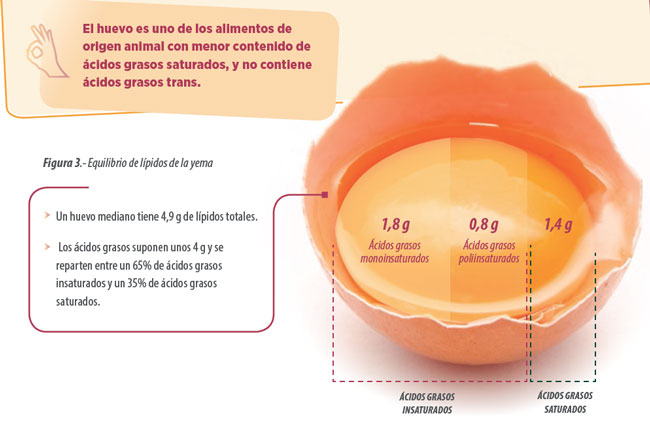 El huevo es uno de los alimentos de
origen animal con menor contenido de
ácidos grasos saturados, y no contiene
ácidos grasos trans.
Figura 3.- Equilibrio de lípidos de la yema
Un huevo mediano tiene 4,9 g de lípidos totales.
Los ácidos grasos suponen unos 4 g y se
reparten entre un 65% de ácidos grasos
insaturados y un 35% de ácidos grasos
saturados.
1,8 g
Ácidos grasos
monoinsaturados
0,8 g
Ácidos grasos
poliinsaturados
1,4 g
ÁCIDOS GRASOS
INSATURADOS
ÁCIDOS GRASOS
SATURADOS